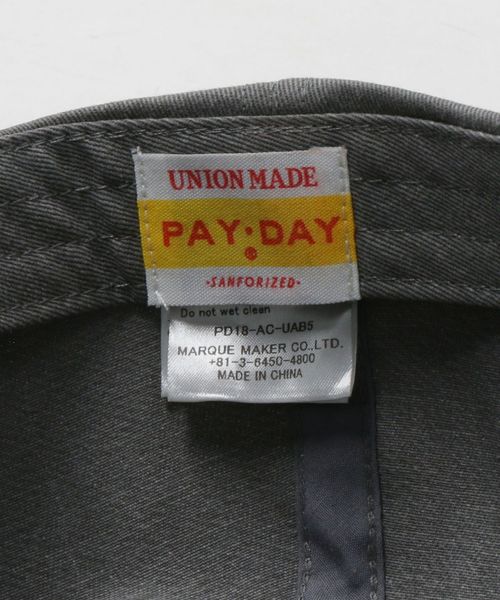 UNION MADE
PAY·DAY
®
·SANFORIZED·
Do not wet clean
PD18-AC-UAB5
MARQUE MAKER CO.,LTD.
+81-3-6450-4800
MADE IN CHINA